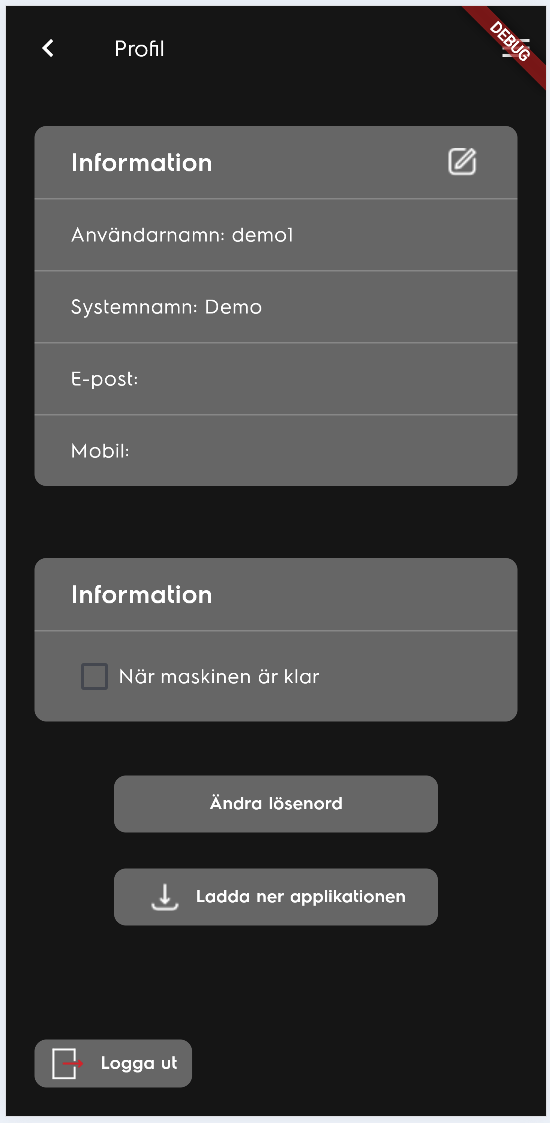 Profil
DEBUG
Information
Användarnamn: demo1
Systemnamn: Demo
E-post:
Mobil:
Information
När maskinen är klar
Ändra lösenord
Ladda ner applikationen
Logga ut